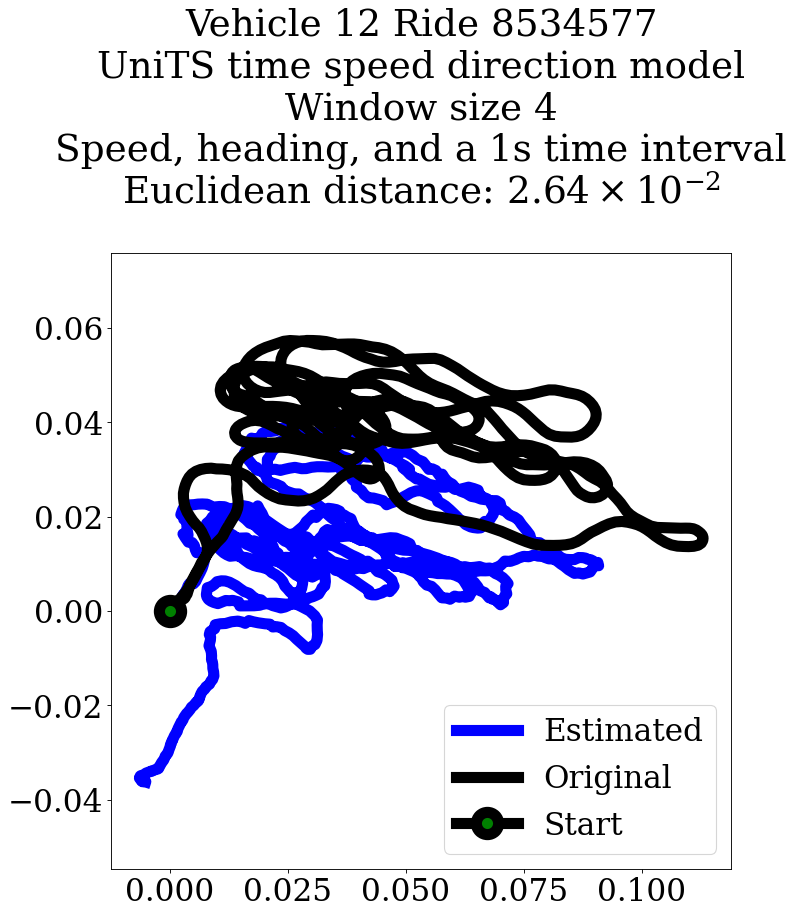 Vehicle 12 Ride 8534577
UniTS time speed direction model
Window size 4
Speed, heading, and a 1s time interval
Euclidean distance: 2.64 × 10⁻²
0.06
0.04
0.02
0.00
−0.02
−0.04
Estimated
Original
Start
0.000 0.025 0.050 0.075 0.100